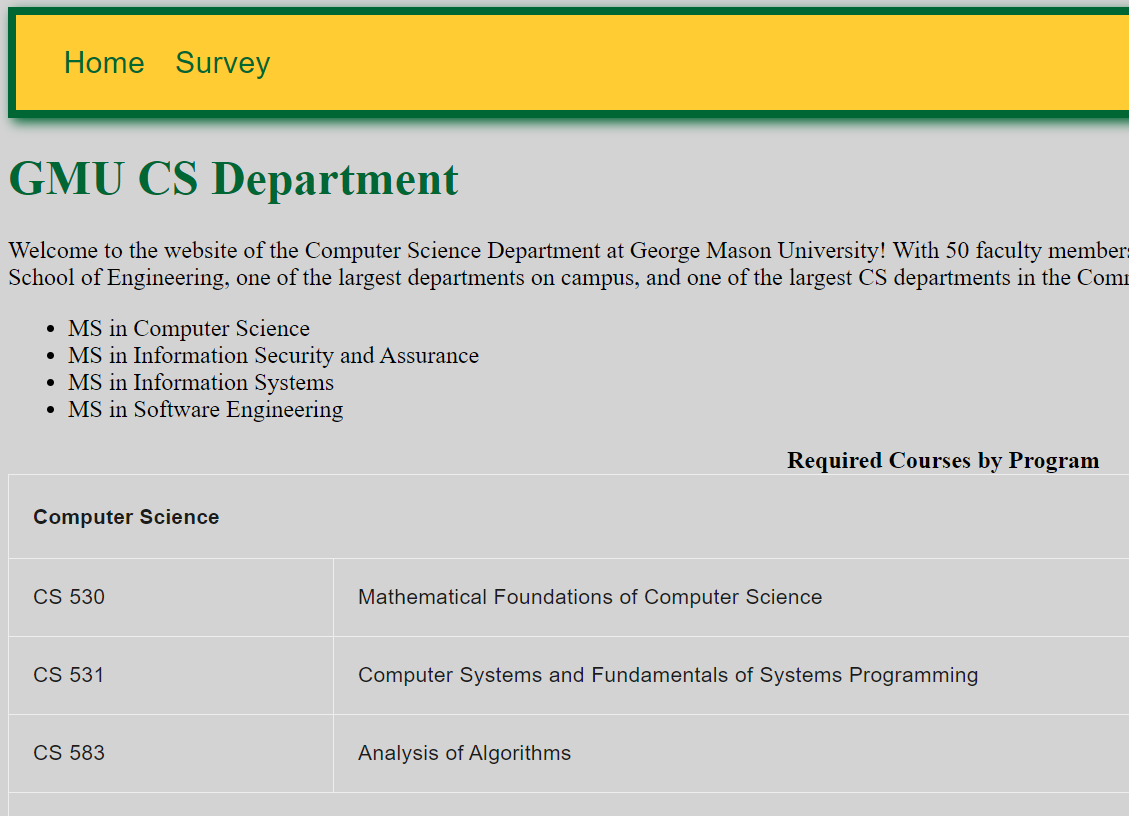 Home Survey
GMU CS Department
Welcome to the website of the Computer Science Department at George Mason University! With 50 faculty members
School of Engineering, one of the largest departments on campus, and one of the largest CS departments in the
MS in Computer Science
MS in Information Security and Assurance
MS in Information Systems
MS in Software Engineering
Required Courses by Program
Computer Science
CS 530 Mathematical Foundations of Computer Science
CS 531 Computer Systems and Fundamentals of Systems Programming
CS 583 Analysis of Algorithms